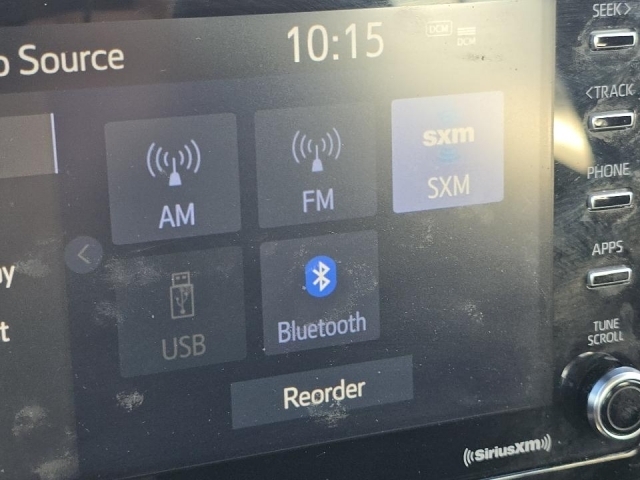 Source
10:15
DCM
DCM
AM
FM
sxm
SXM
USB
Bluetooth
Reorder
SEEK >
< TRACK
PHONE
APPS
TUNE
SCROLL
((SiriusXM))